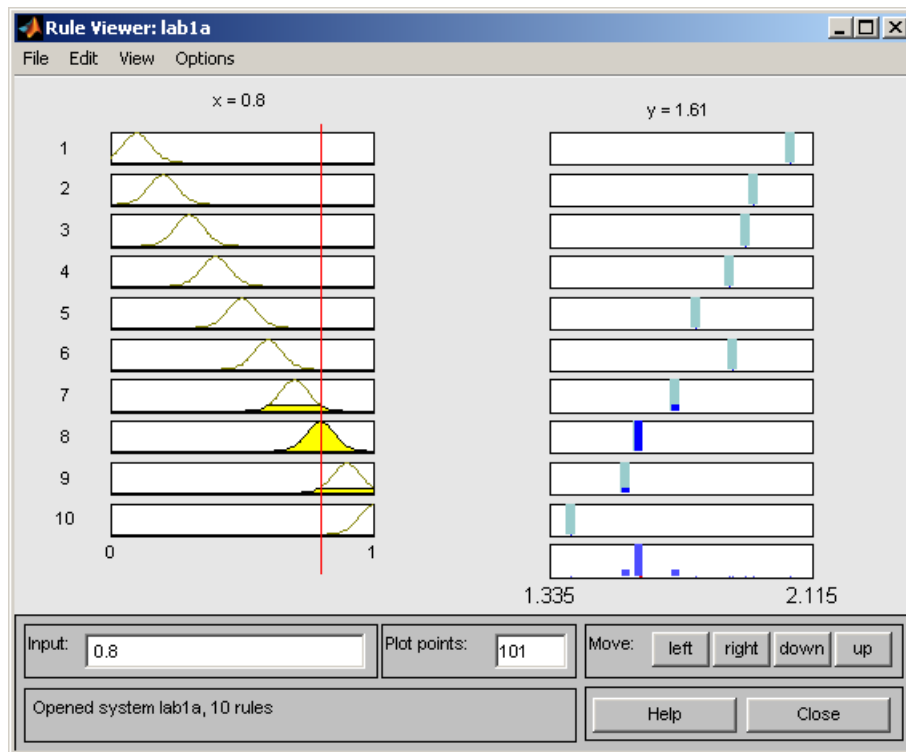 Rule Viewer: lab1a
File Edit View Options
x = 0.8
y = 1.61
1
2
3
4
5
6
7
8
9
10
0 1
1.335 2.115
Input: 0.8 Plot points: 101 Move: left right down up
Opened system lab1a, 10 rules Help Close